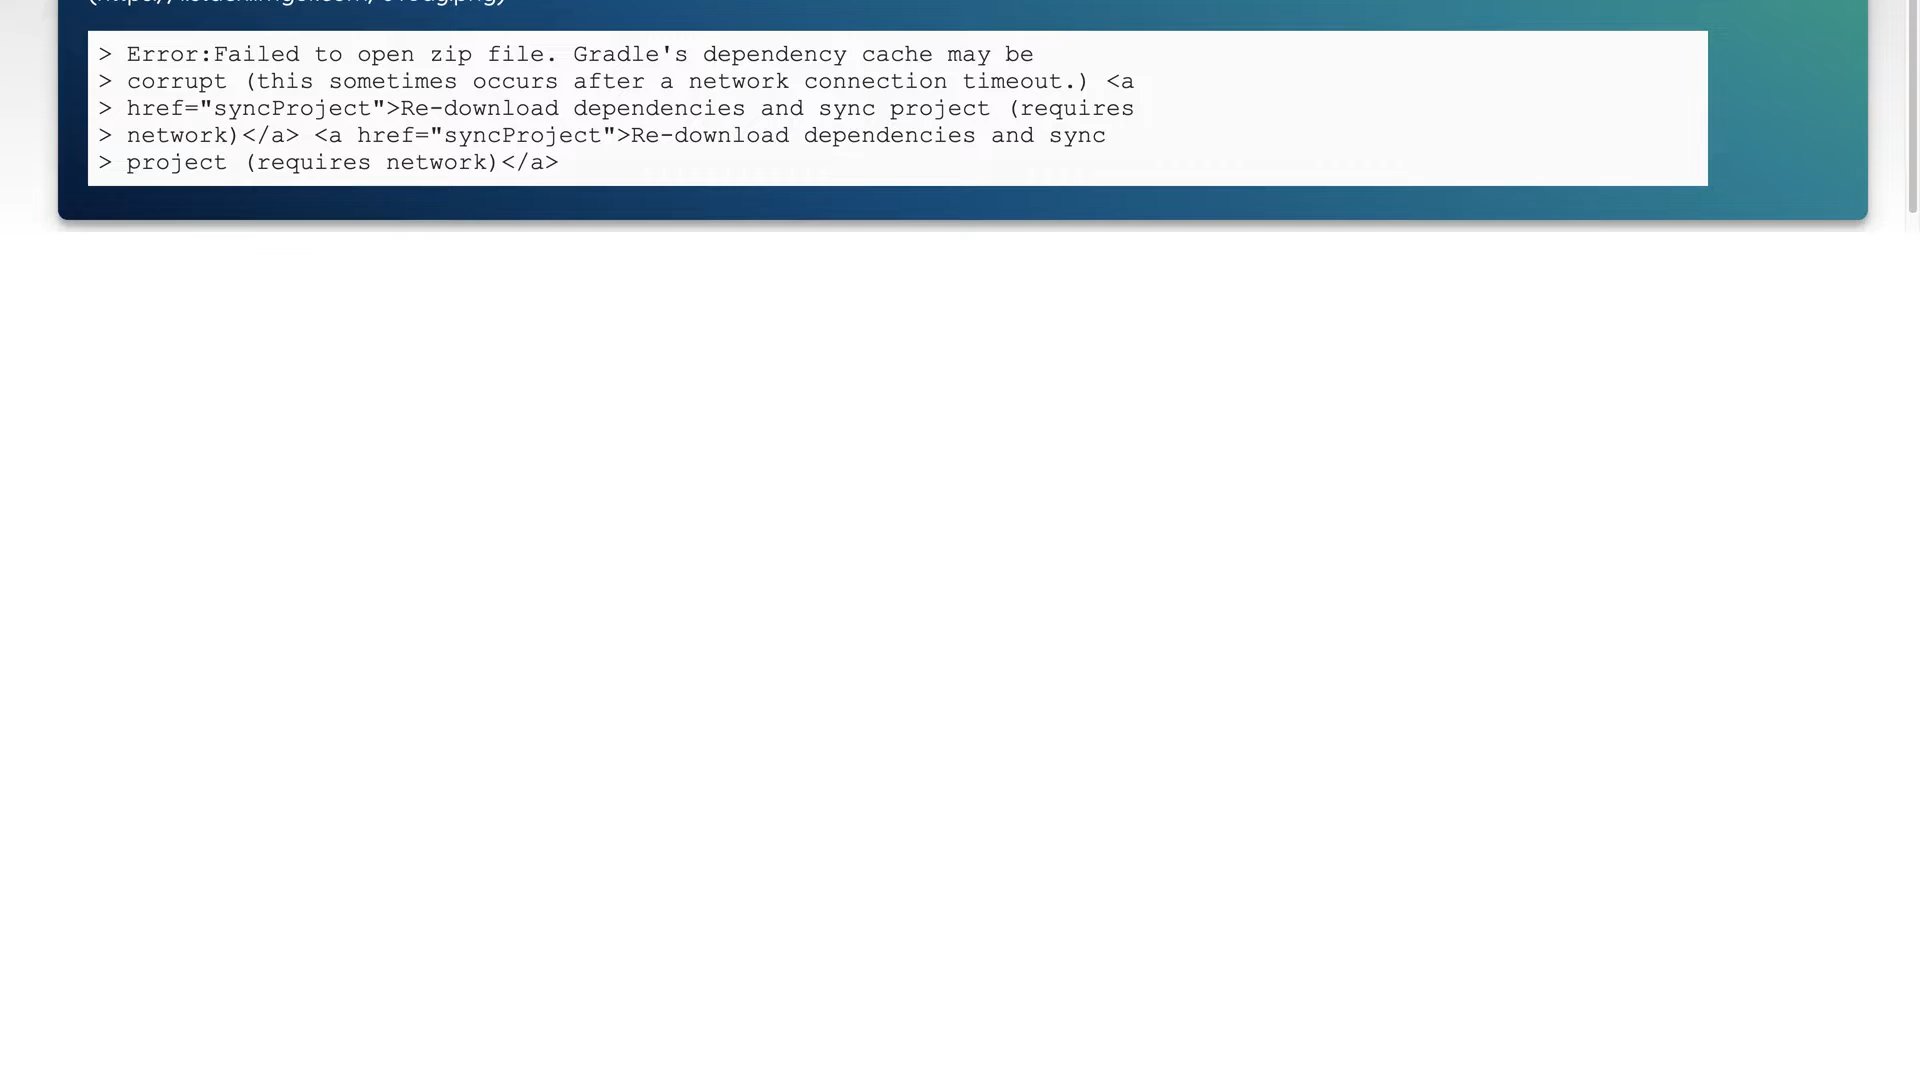 > Error:Failed to open zip file. Gradle's dependency cache may be
> corrupt (this sometimes occurs after a network connection timeout.) <a
> href="syncProject">Re-download dependencies and sync project (requires
> network)</a> <a href="syncProject">Re-download dependencies and sync
> project (requires network)</a>